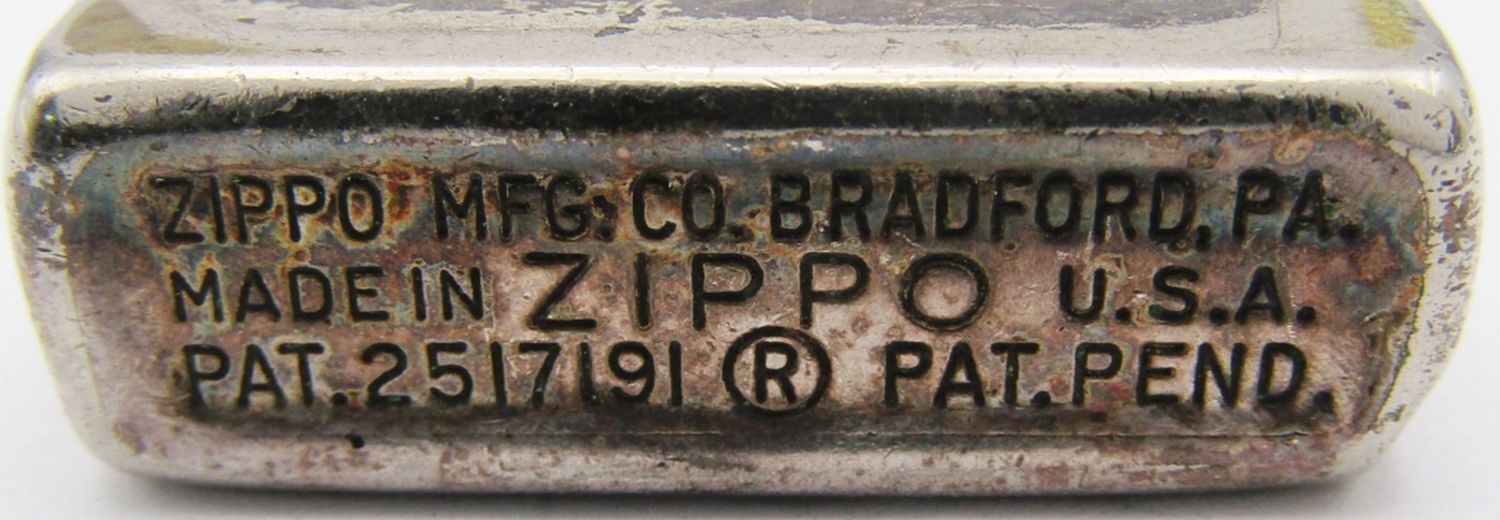 ZIPPO MFG. CO. BRADFORD, PA.
MADE IN ZIPPO U.S.A.
PAT. 2517191 ® PAT. PEND.